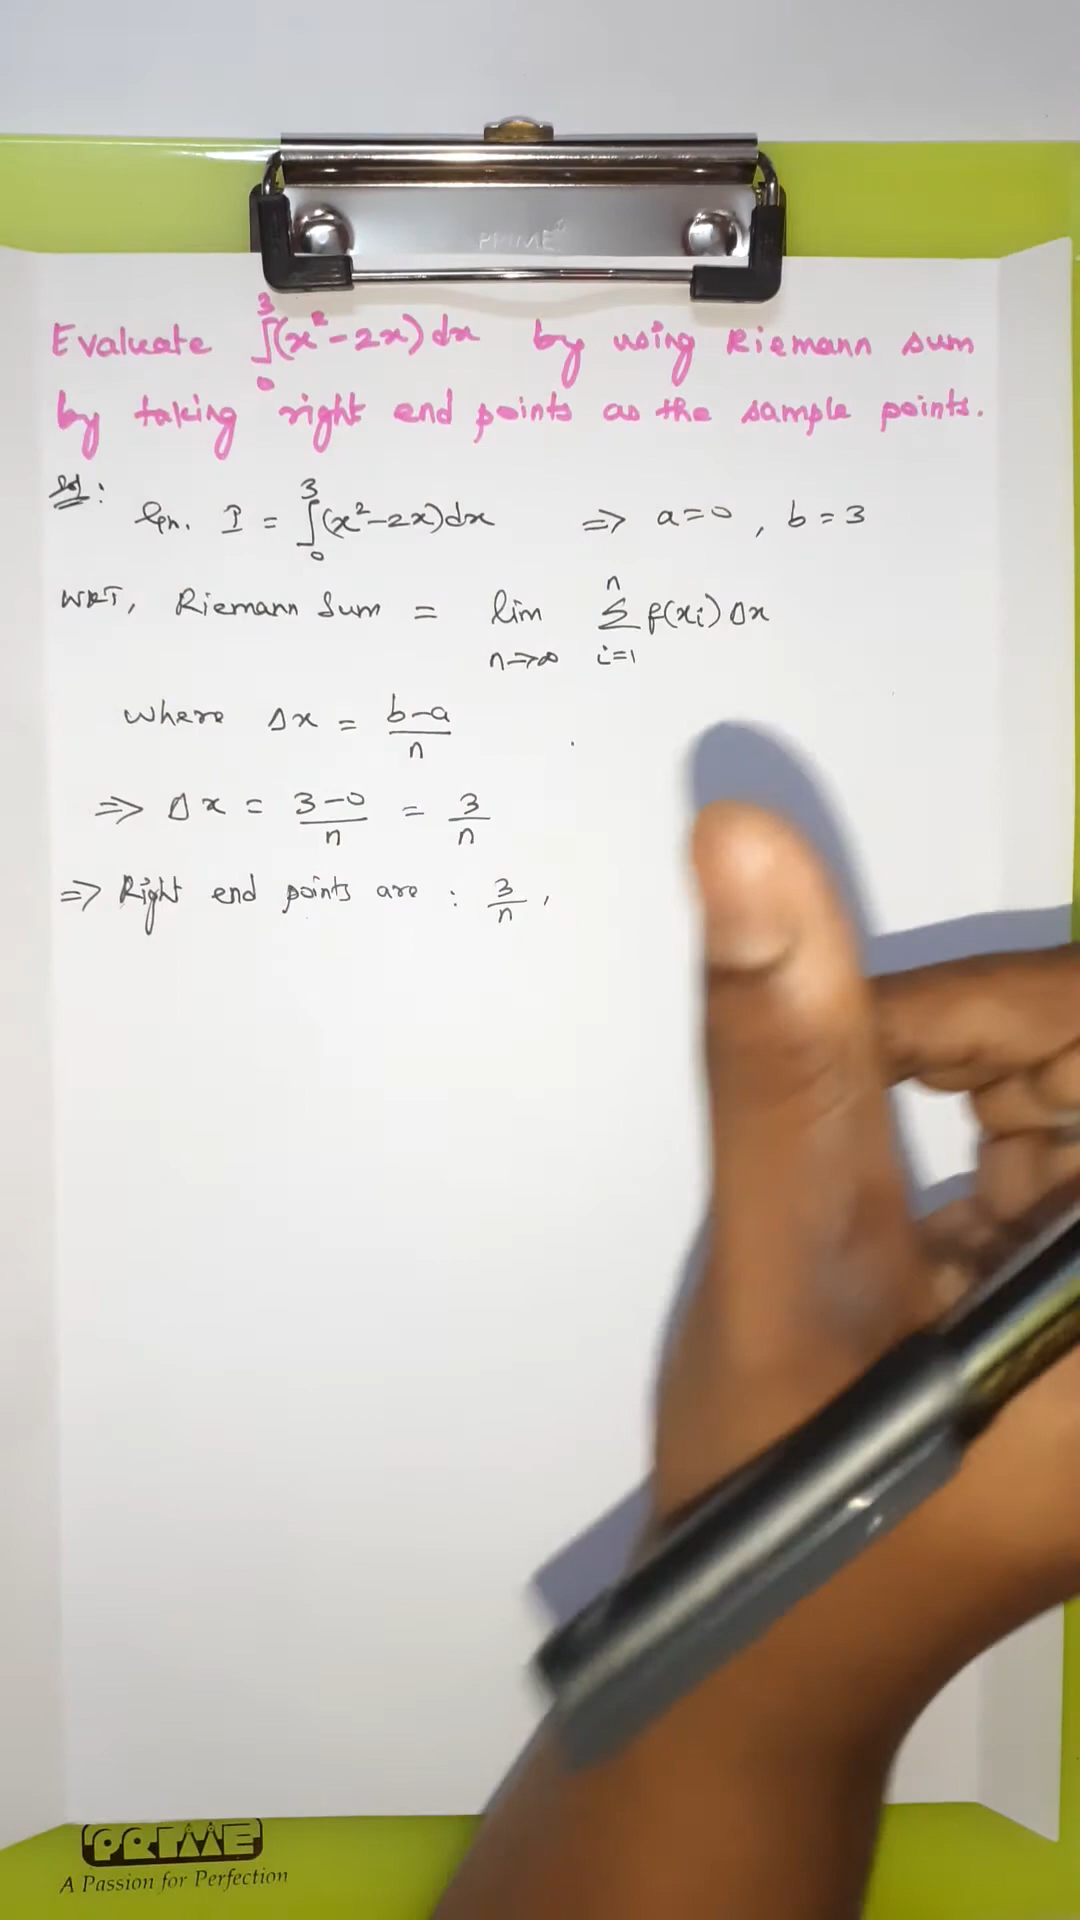 PRIME
Evaluate ∫₀³(x²-2x)dx by using Riemann sum
by taking right end points as the sample points.
Sol:
Gn. I = ∫₀³(x²-2x)dx ⇒ a=0, b=3
WKT, Riemann Sum = lim n→∞ Σ i=1 n f(xi) Δx
where Δx = (b-a)/n
⇒ Δx = (3-0)/n = 3/n
⇒ Right end points are : 3/n ,
PRIME
A Passion for Perfection